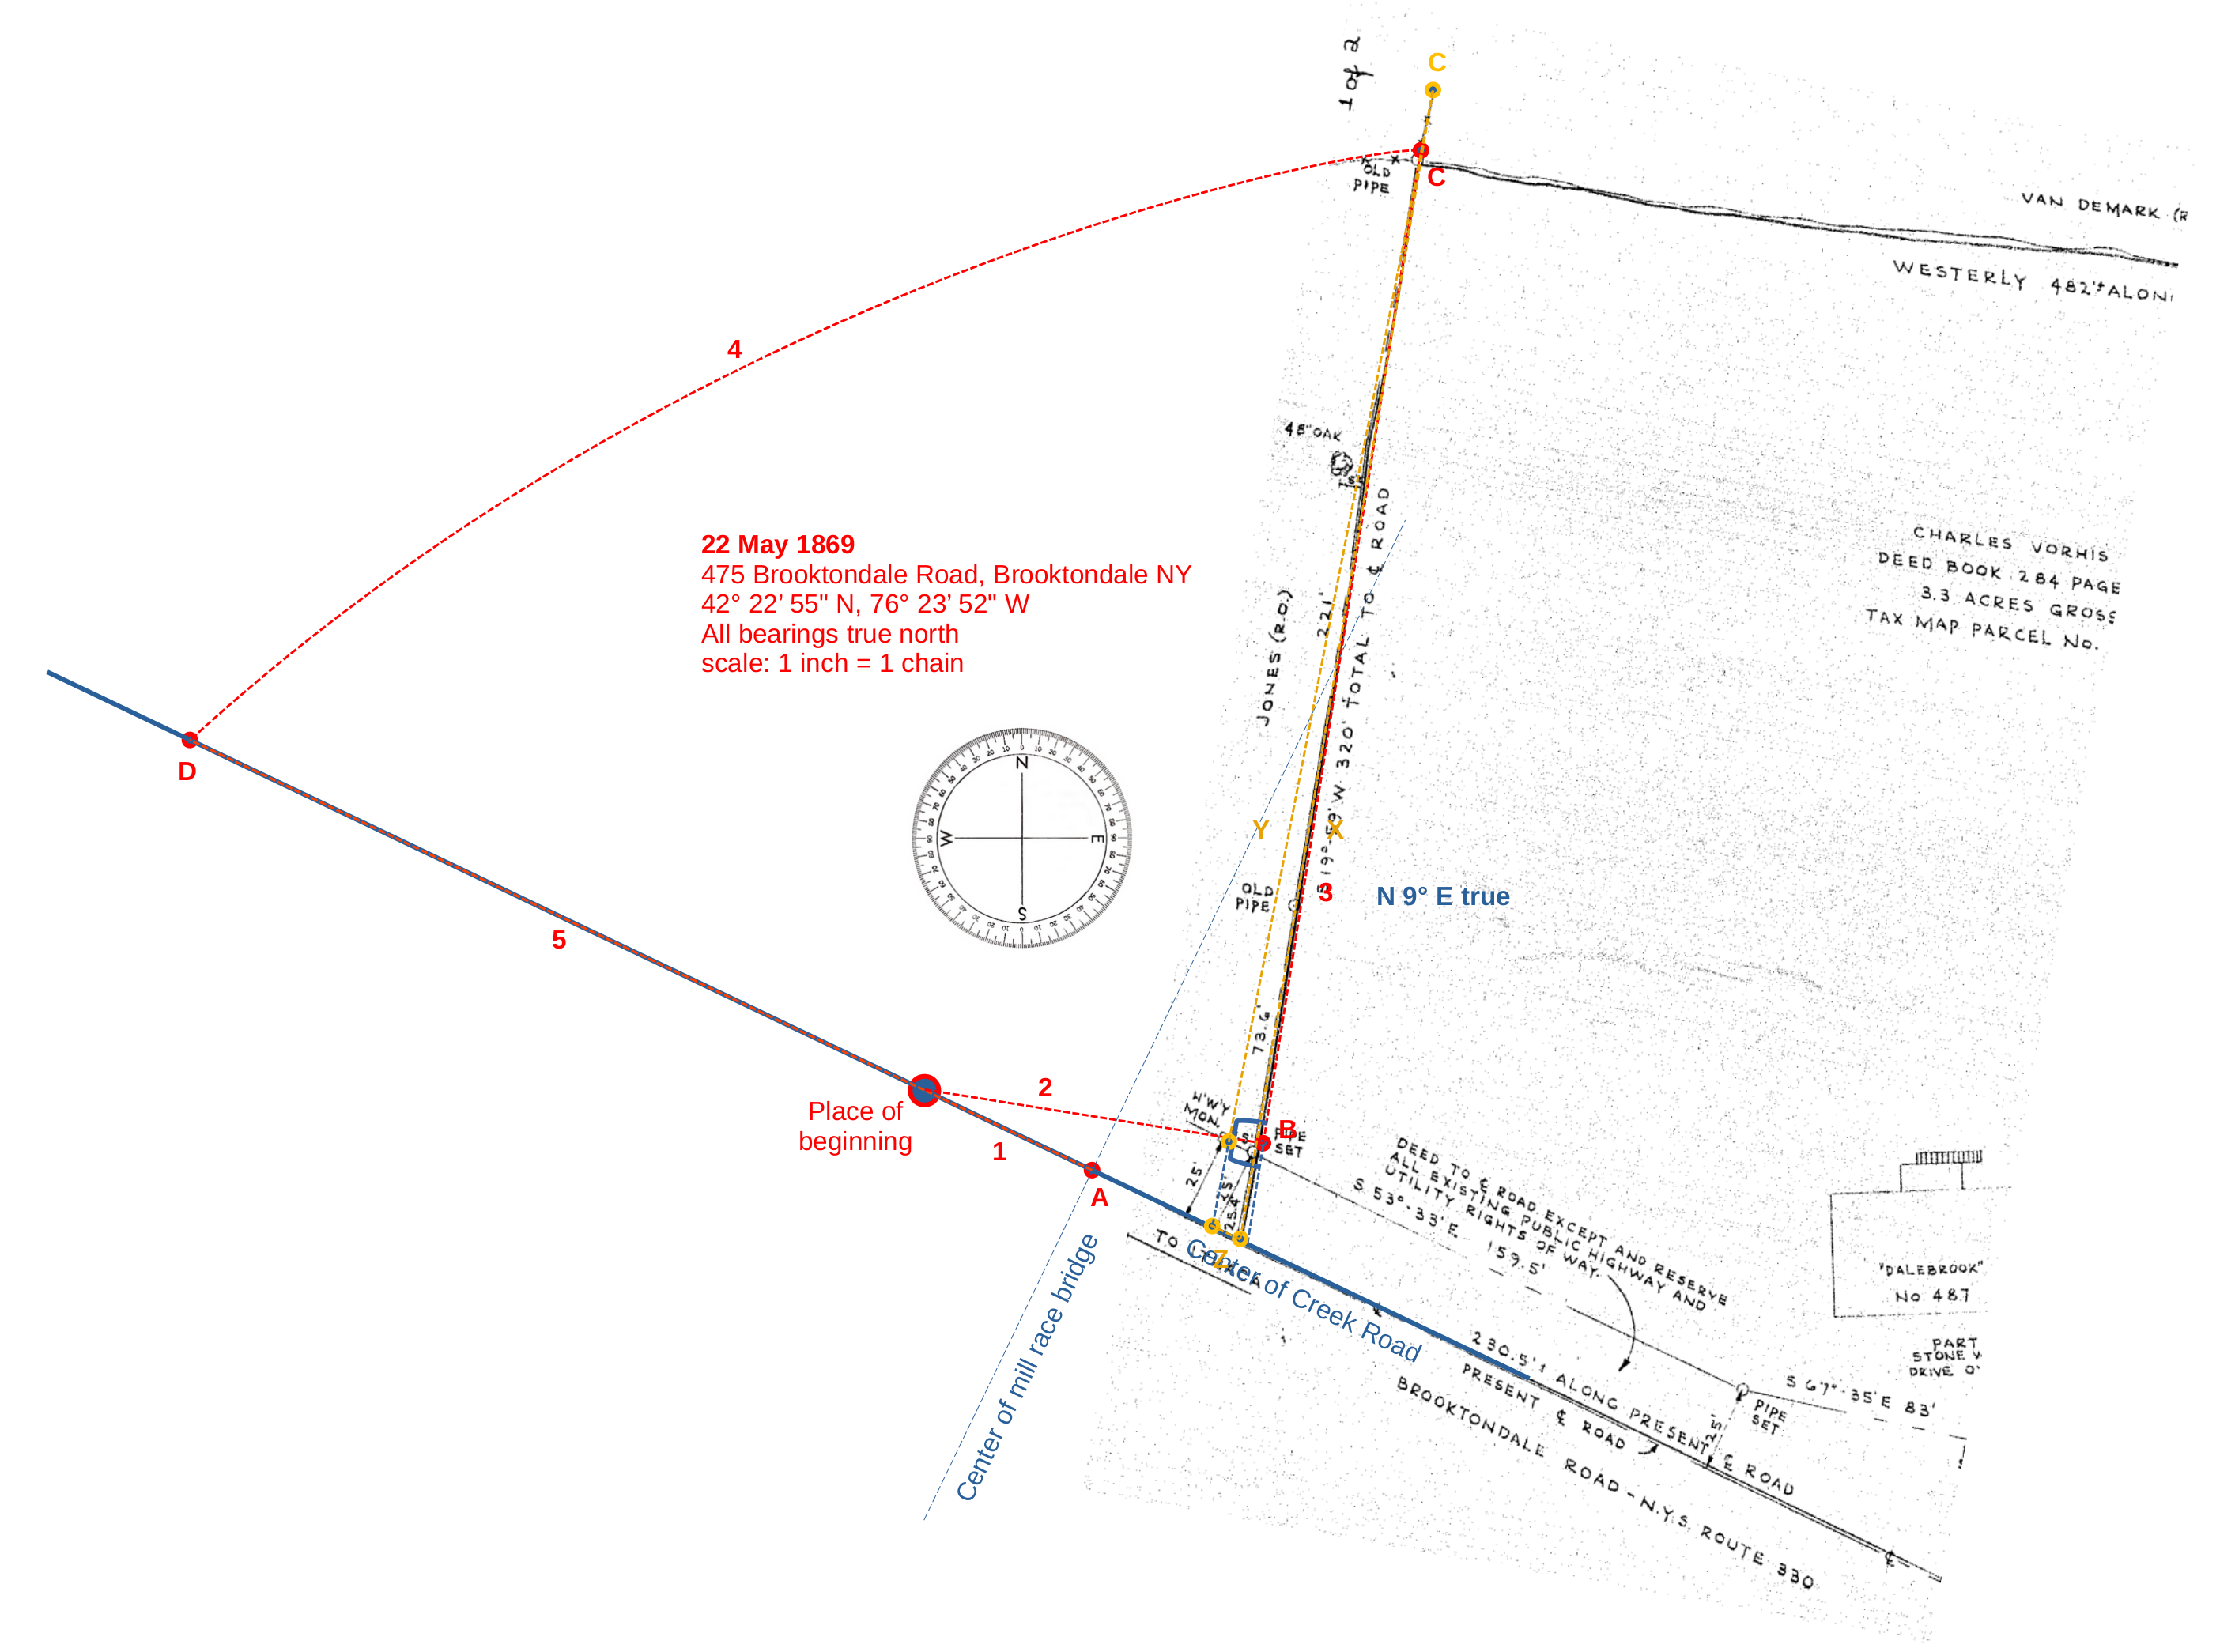 1 of 2
C
C
OLD
PIPE
VAN DEMARK (R
WESTERLY 482'± ALON
4
48" OAK
22 May 1869
475 Brooktondale Road, Brooktondale NY
42° 22’ 55" N, 76° 23’ 52" W
All bearings true north
scale: 1 inch = 1 chain
CHARLES VORHIS
DEED BOOK 284 PAGE
3.3 ACRES GROSS
TAX MAP PARCEL No.
JONES (R.O.)
221'
S 19°-59' W 320' TOTAL TO ℄ ROAD
D
N
W
E
S
Y
X
3
N 9° E true
OLD
PIPE
5
73.6'
2
Place of
beginning
1
A
H'W'Y
MON.
B
PIPE
SET
25'
25'
25.4'
Z
TO ITHACA
Center of Creek Road
Center of mill race bridge
DEED TO ℄ ROAD EXCEPT AND RESERVE
ALL EXISTING PUBLIC HIGHWAY AND
UTILITY RIGHTS OF WAY.
S 53°-33' E 159.5'
"DALEBROOK"
No 487
PART
STONE W
DRIVE O'
230.5'± ALONG PRESENT ℄ ROAD
PRESENT ℄ ROAD
BROOKTONDALE ROAD - N.Y.S. ROUTE 330
25'
PIPE
SET
S 67°-35' E 83'
℄